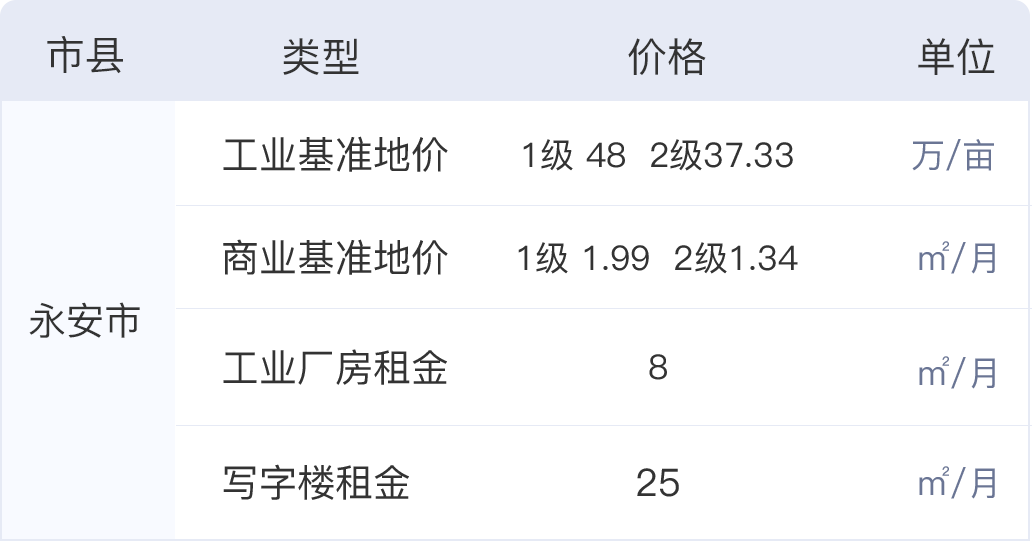 市县 类型 价格 单位
工业基准地价 1级 48 2级37.33 万/亩
商业基准地价 1级 1.99 2级1.34 ㎡/月
永安市
工业厂房租金 8 ㎡/月
写字楼租金 25 ㎡/月